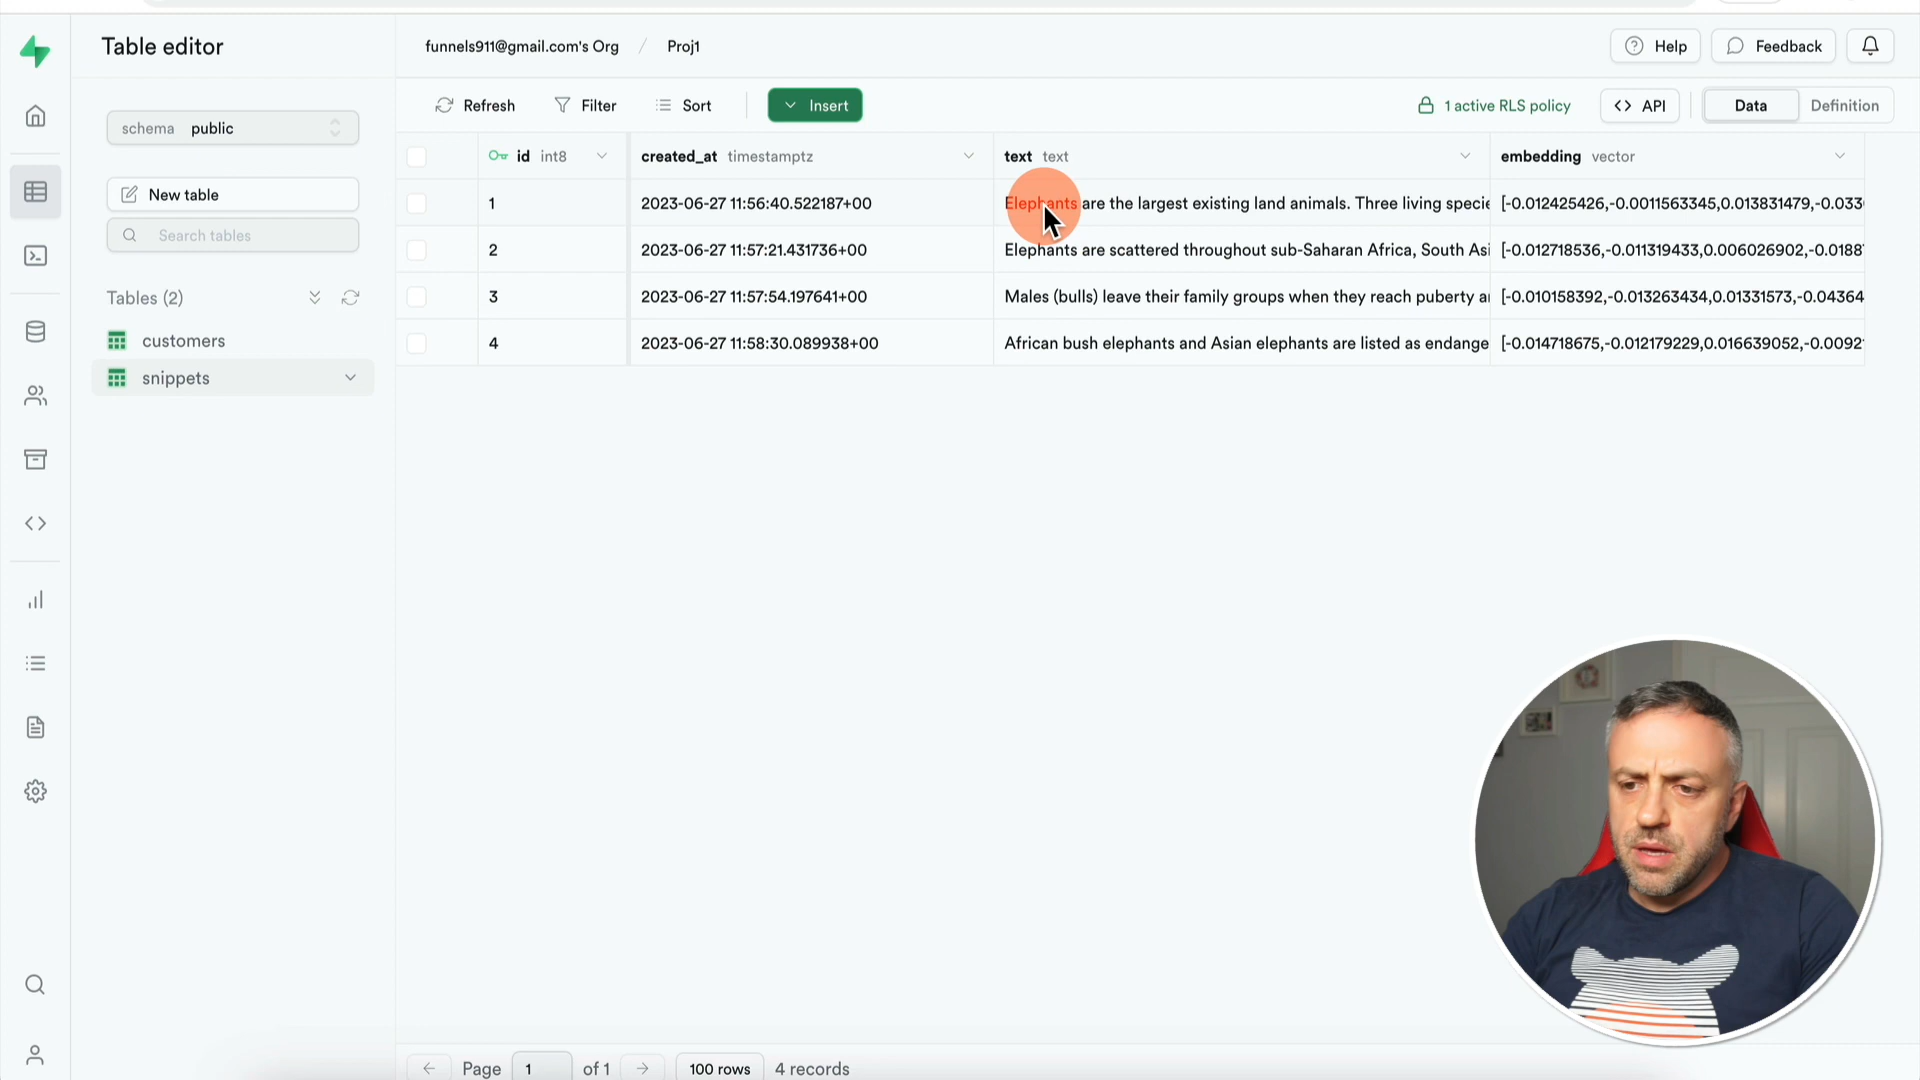 Table editor
funnels911@gmail.com's Org / Proj1
Help
Feedback
schema public
Refresh
Filter
Sort
Insert
1 active RLS policy
<> API
Data
Definition
New table
Search tables
Tables (2)
customers
snippets
id int8
created_at timestamptz
text text
embedding vector
1
2023-06-27 11:56:40.522187+00
Elephants are the largest existing land animals. Three living specie
[-0.012425426,-0.0011563345,0.013831479,-0.033
2
2023-06-27 11:57:21.431736+00
Elephants are scattered throughout sub-Saharan Africa, South Asi
[-0.012718536,-0.011319433,0.006026902,-0.0188
3
2023-06-27 11:57:54.197641+00
Males (bulls) leave their family groups when they reach puberty a
[-0.010158392,-0.013263434,0.01331573,-0.04364
4
2023-06-27 11:58:30.089938+00
African bush elephants and Asian elephants are listed as endange
[-0.014718675,-0.012179229,0.016639052,-0.0092
Page 1 of 1
100 rows
4 records